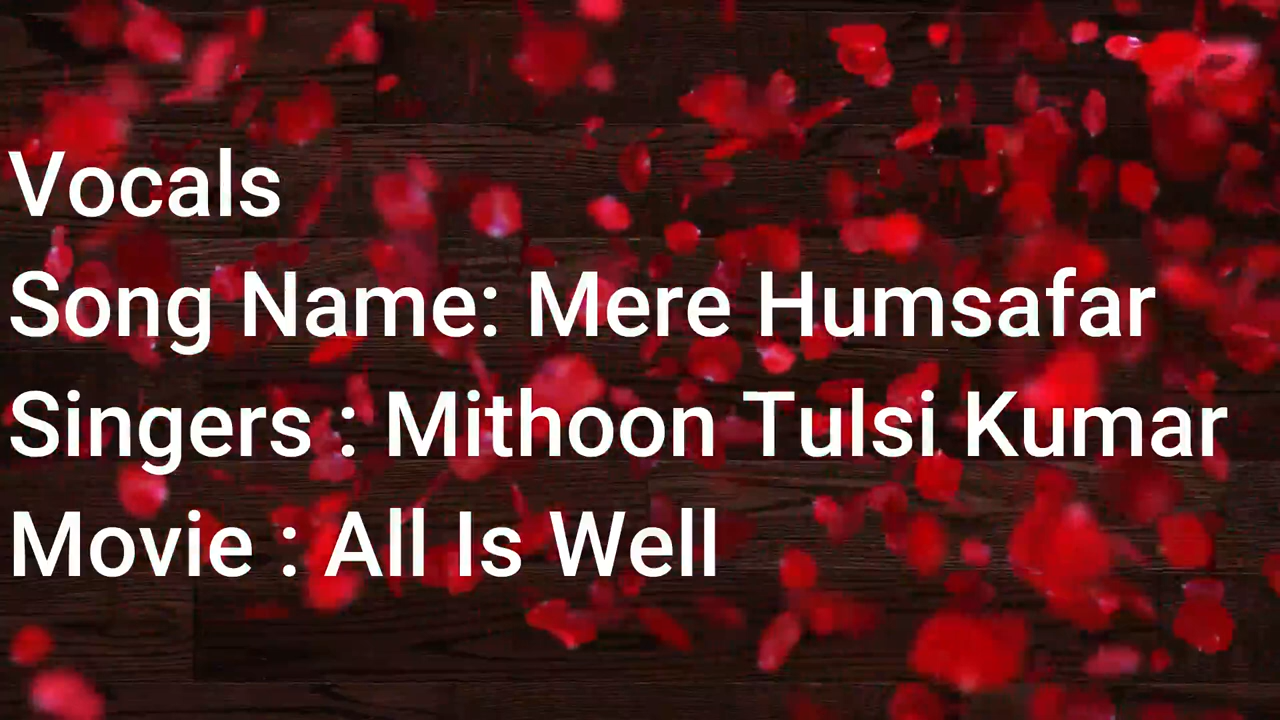 Vocals
Song Name: Mere Humsafar
Singers : Mithoon Tulsi Kumar
Movie : All Is Well